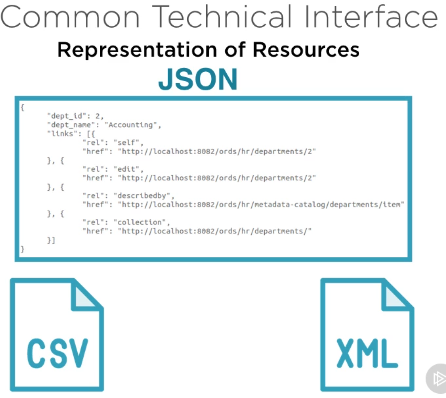 Common Technical Interface
Representation of Resources
JSON
{
"dept_id": 2,
"dept_name": "Accounting",
"links": [{
"rel": "self",
"href": "http://localhost:8082/ords/hr/departments/2"
}, {
"rel": "edit",
"href": "http://localhost:8082/ords/hr/departments/2"
}, {
"rel": "describedby",
"href": "http://localhost:8082/ords/hr/metadata-catalog/departments/item"
}, {
"rel": "collection",
"href": "http://localhost:8082/ords/hr/departments/"
}]
}
CSV XML